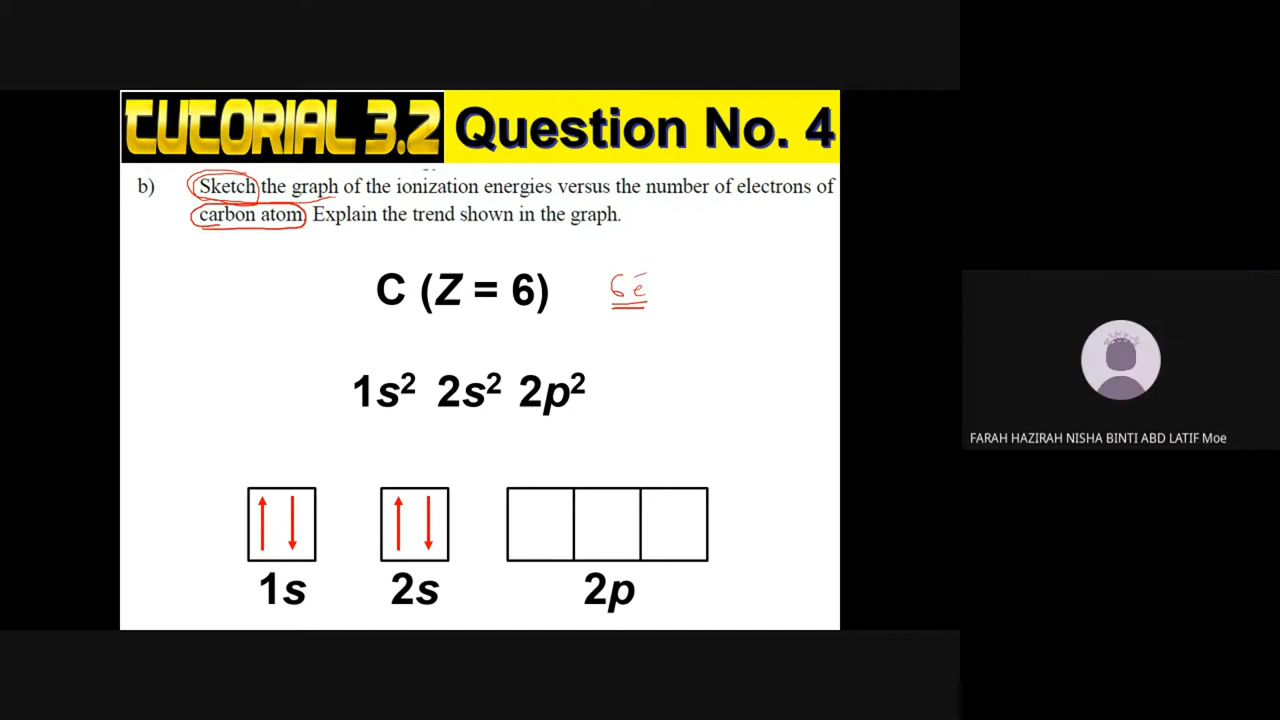 TUTORIAL 3.2 Question No. 4
b) Sketch the graph of the ionization energies versus the number of electrons of
carbon atom. Explain the trend shown in the graph.
C (Z = 6) 6e⁻
1s² 2s² 2p²
1s 2s 2p
FARAH HAZIRAH NISHA BINTI ABD LATIF Moe